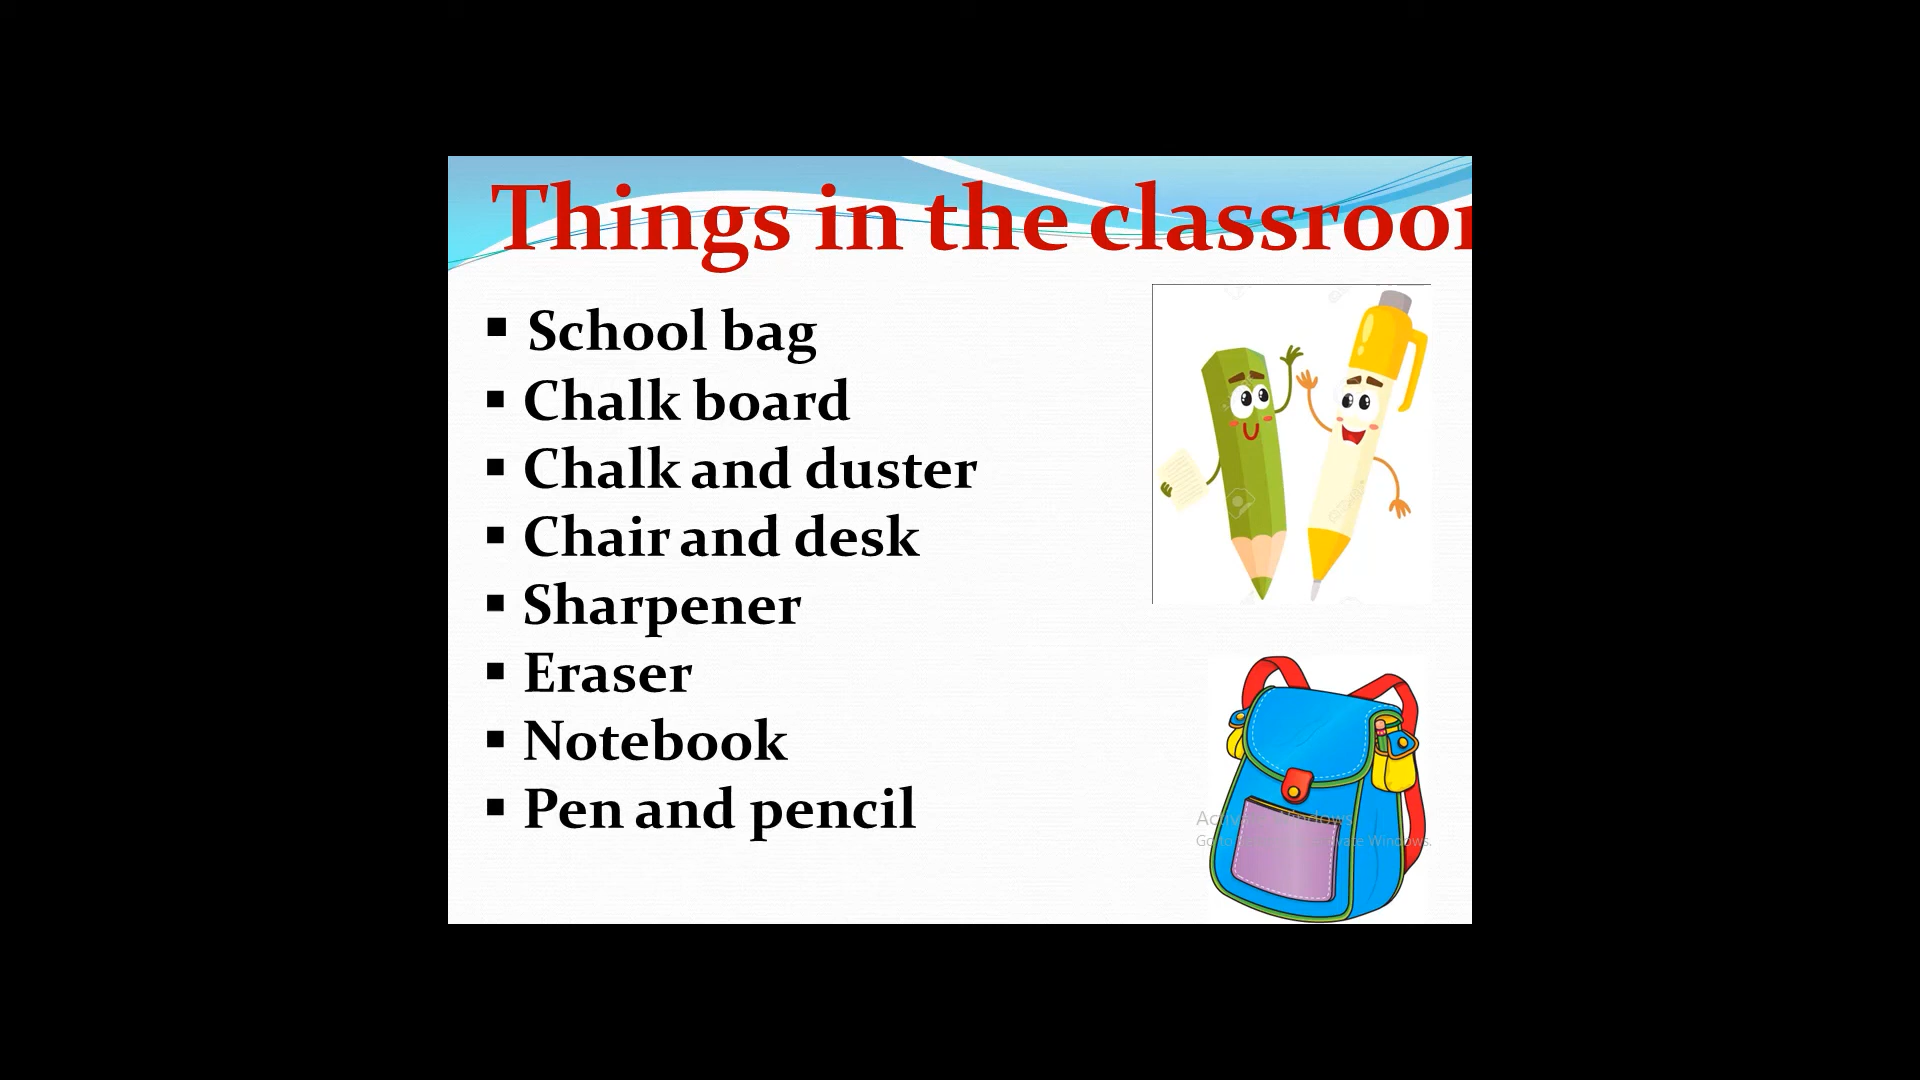 Things in the classroo
▪ School bag
▪ Chalk board
▪ Chalk and duster
▪ Chair and desk
▪ Sharpener
▪ Eraser
▪ Notebook
▪ Pen and pencil